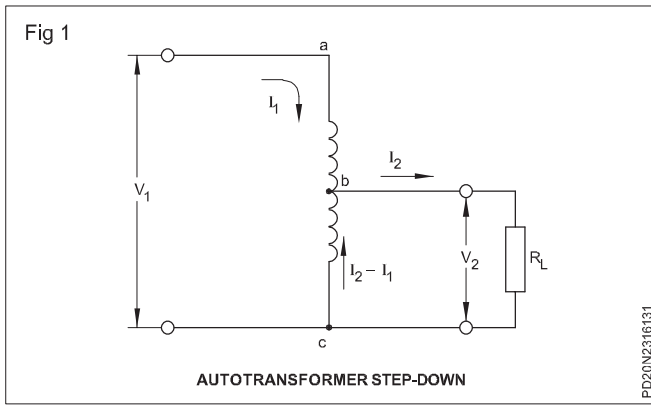 Fig 1
a
I1
I2
b
V1
V2
RL
I2 – I1
c
AUTOTRANSFORMER STEP-DOWN
PD20N2316131